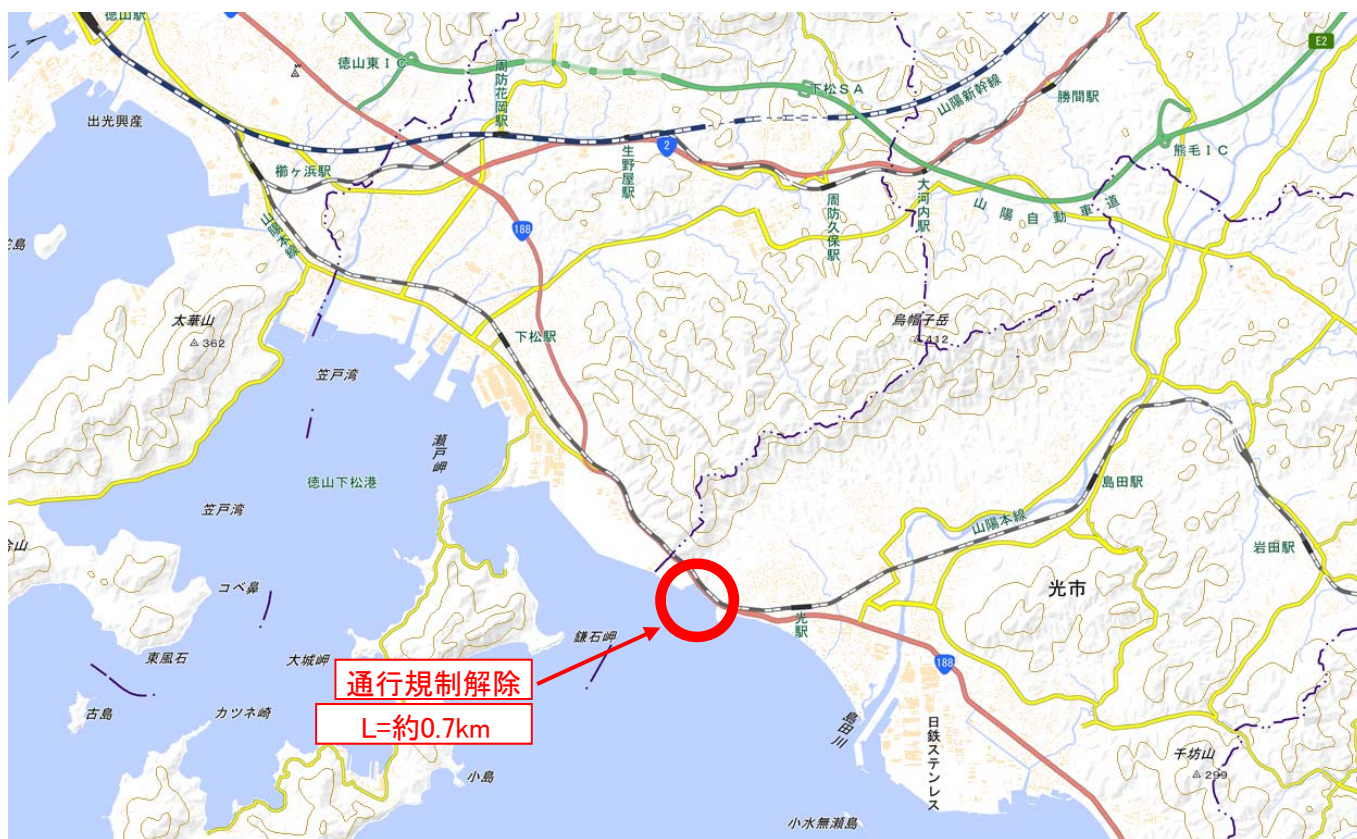 徳山駅
E2
徳山東IC
周防花岡駅
下松SA
山陽新幹線
勝間駅
出光興産
櫛ヶ浜駅
生野屋駅
2
熊毛IC
山陽本線
188
周防久保駅
大河内駅
山陽自動車道
太華山
362
下松駅
烏帽子岳
412
笠戸湾
瀬戸岬
徳山下松港
島田駅
笠戸湾
山陽本線
岩田駅
コベ鼻
光市
光駅
鎌石岬
東風石
大城岬
188
通行規制解除
L=約0.7km
古島
カツネ崎
島田川
日鉄ステンレス
千坊山
299
小島
小水無瀬島